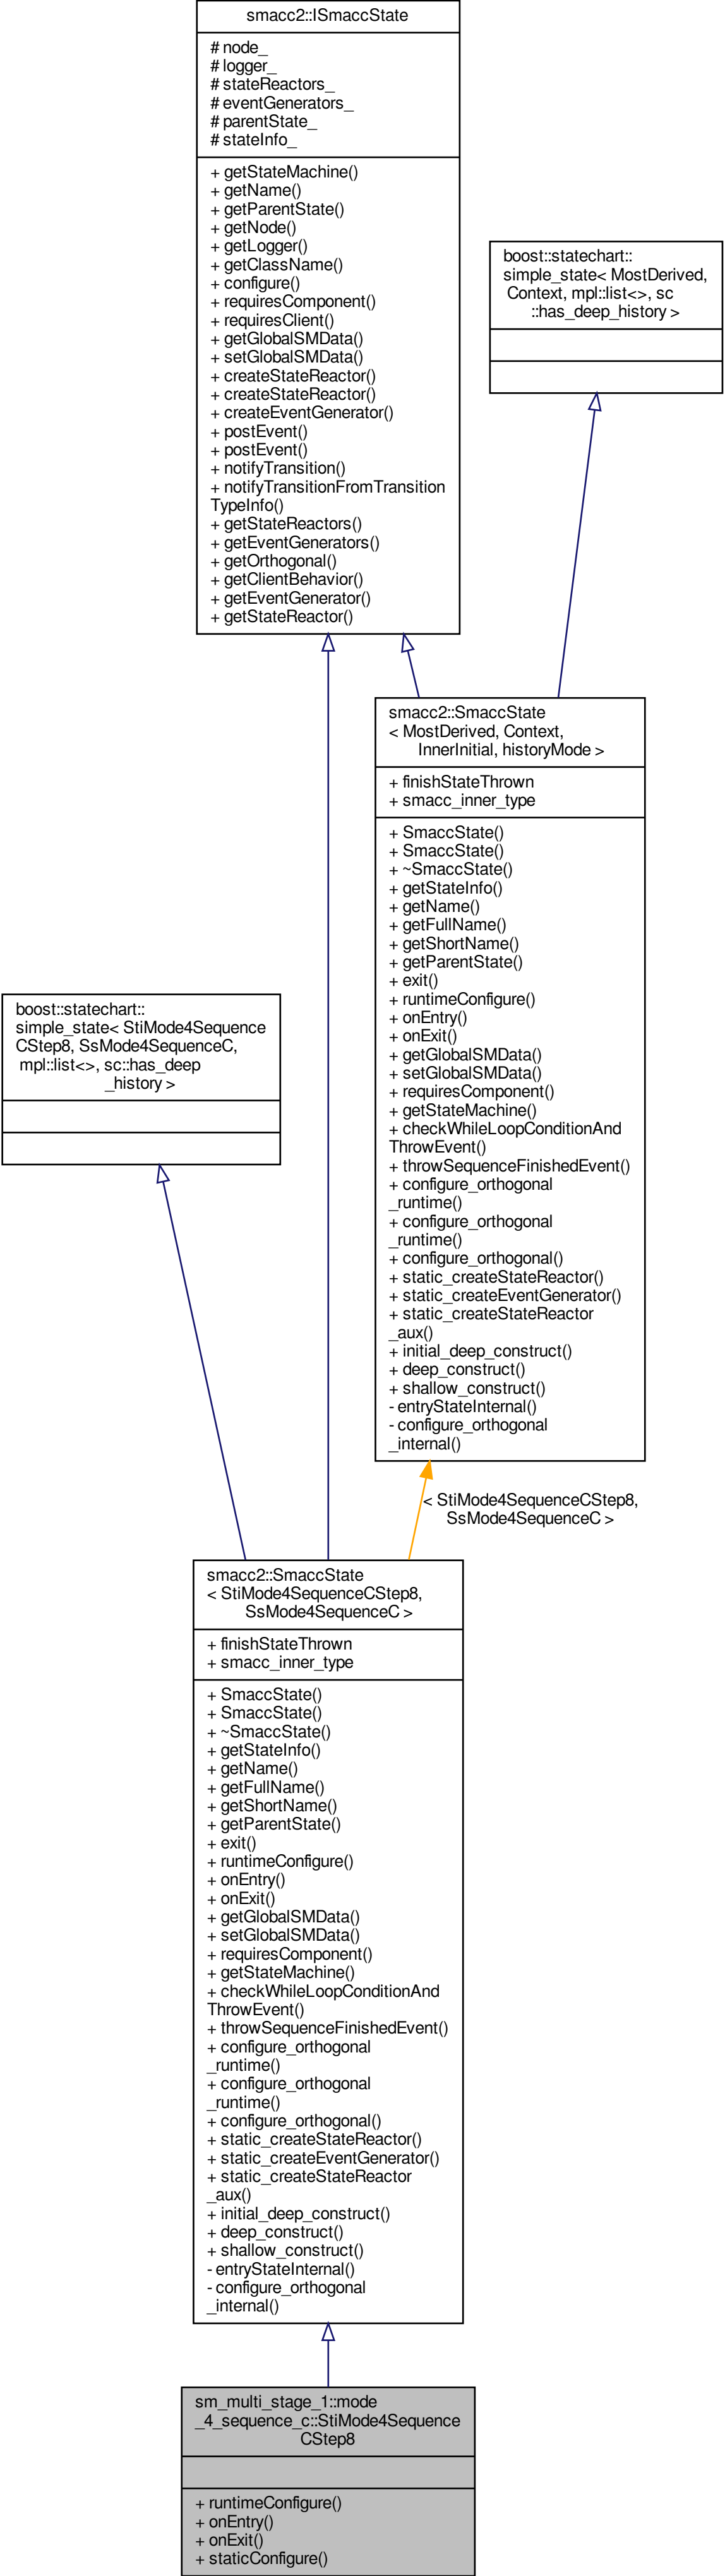 smacc2::ISmaccState
# node_
# logger_
# stateReactors_
# eventGenerators_
# parentState_
# stateInfo_
+ getStateMachine()
+ getName()
+ getParentState()
+ getNode()
+ getLogger()
+ getClassName()
+ configure()
+ requiresComponent()
+ requiresClient()
+ getGlobalSMData()
+ setGlobalSMData()
+ createStateReactor()
+ createStateReactor()
+ createEventGenerator()
+ postEvent()
+ postEvent()
+ notifyTransition()
+ notifyTransitionFromTransition
TypeInfo()
+ getStateReactors()
+ getEventGenerators()
+ getOrthogonal()
+ getClientBehavior()
+ getEventGenerator()
+ getStateReactor()
boost::statechart::
simple_state< MostDerived,
Context, mpl::list<>, sc
::has_deep_history >
smacc2::SmaccState
< MostDerived, Context,
InnerInitial, historyMode >
+ finishStateThrown
+ smacc_inner_type
+ SmaccState()
+ SmaccState()
+ ~SmaccState()
+ getStateInfo()
+ getName()
+ getFullName()
+ getShortName()
+ getParentState()
+ exit()
+ runtimeConfigure()
+ onEntry()
+ onExit()
+ getGlobalSMData()
+ setGlobalSMData()
+ requiresComponent()
+ getStateMachine()
+ checkWhileLoopConditionAnd
ThrowEvent()
+ throwSequenceFinishedEvent()
+ configure_orthogonal
_runtime()
+ configure_orthogonal
_runtime()
+ configure_orthogonal()
+ static_createStateReactor()
+ static_createEventGenerator()
+ static_createStateReactor
_aux()
+ initial_deep_construct()
+ deep_construct()
+ shallow_construct()
- entryStateInternal()
- configure_orthogonal
_internal()
boost::statechart::
simple_state< StiMode4Sequence
CStep8, SsMode4SequenceC,
mpl::list<>, sc::has_deep
_history >
< StiMode4SequenceCStep8,
SsMode4SequenceC >
smacc2::SmaccState
< StiMode4SequenceCStep8,
SsMode4SequenceC >
+ finishStateThrown
+ smacc_inner_type
+ SmaccState()
+ SmaccState()
+ ~SmaccState()
+ getStateInfo()
+ getName()
+ getFullName()
+ getShortName()
+ getParentState()
+ exit()
+ runtimeConfigure()
+ onEntry()
+ onExit()
+ getGlobalSMData()
+ setGlobalSMData()
+ requiresComponent()
+ getStateMachine()
+ checkWhileLoopConditionAnd
ThrowEvent()
+ throwSequenceFinishedEvent()
+ configure_orthogonal
_runtime()
+ configure_orthogonal
_runtime()
+ configure_orthogonal()
+ static_createStateReactor()
+ static_createEventGenerator()
+ static_createStateReactor
_aux()
+ initial_deep_construct()
+ deep_construct()
+ shallow_construct()
- entryStateInternal()
- configure_orthogonal
_internal()
sm_multi_stage_1::mode
_4_sequence_c::StiMode4Sequence
CStep8
+ runtimeConfigure()
+ onEntry()
+ onExit()
+ staticConfigure()